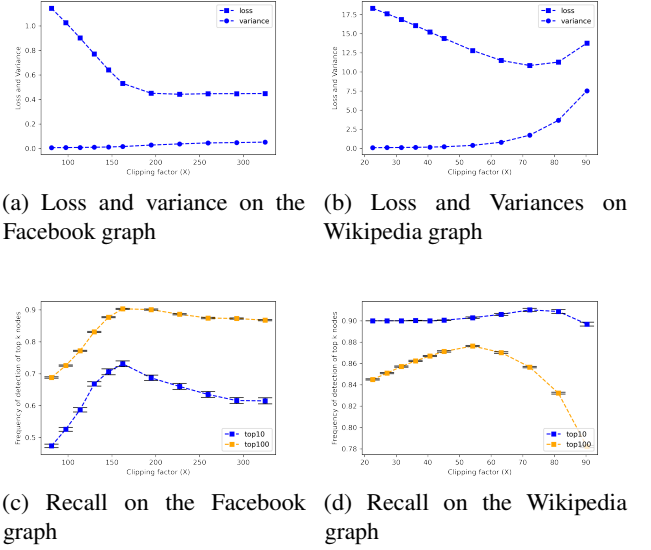 loss
variance
1.0
0.8
0.6
0.4
0.2
0.0
Loss and Variance
100
150
200
250
300
Clipping factor (X)
loss
variance
17.5
15.0
12.5
10.0
7.5
5.0
2.5
0.0
Loss and Variance
20
30
40
50
60
70
80
90
Clipping factor (X)
(a) Loss and variance on the
Facebook graph
(b) Loss and Variances on
Wikipedia graph
0.9
0.8
0.7
0.6
0.5
Frequency of detection of top k nodes
top10
top100
100
150
200
250
300
Clipping factor (X)
0.90
0.88
0.86
0.84
0.82
0.80
0.78
Frequency of detection of top k nodes
top10
top100
20
30
40
50
60
70
80
90
Clipping factor (X)
(c) Recall on the Facebook
graph
(d) Recall on the Wikipedia
graph